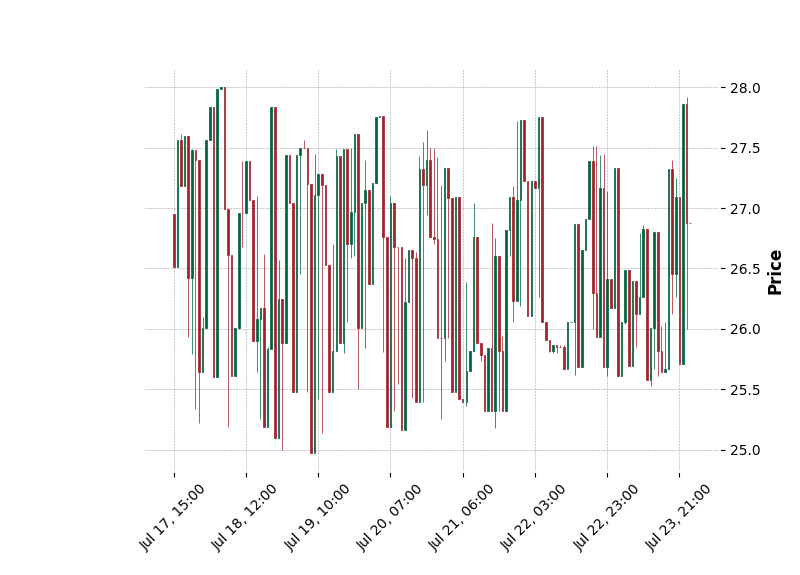 28.0
27.5
27.0
26.5
26.0
25.5
25.0
Price
Jul 17, 15:00
Jul 18, 12:00
Jul 19, 10:00
Jul 20, 07:00
Jul 21, 06:00
Jul 22, 03:00
Jul 22, 23:00
Jul 23, 21:00